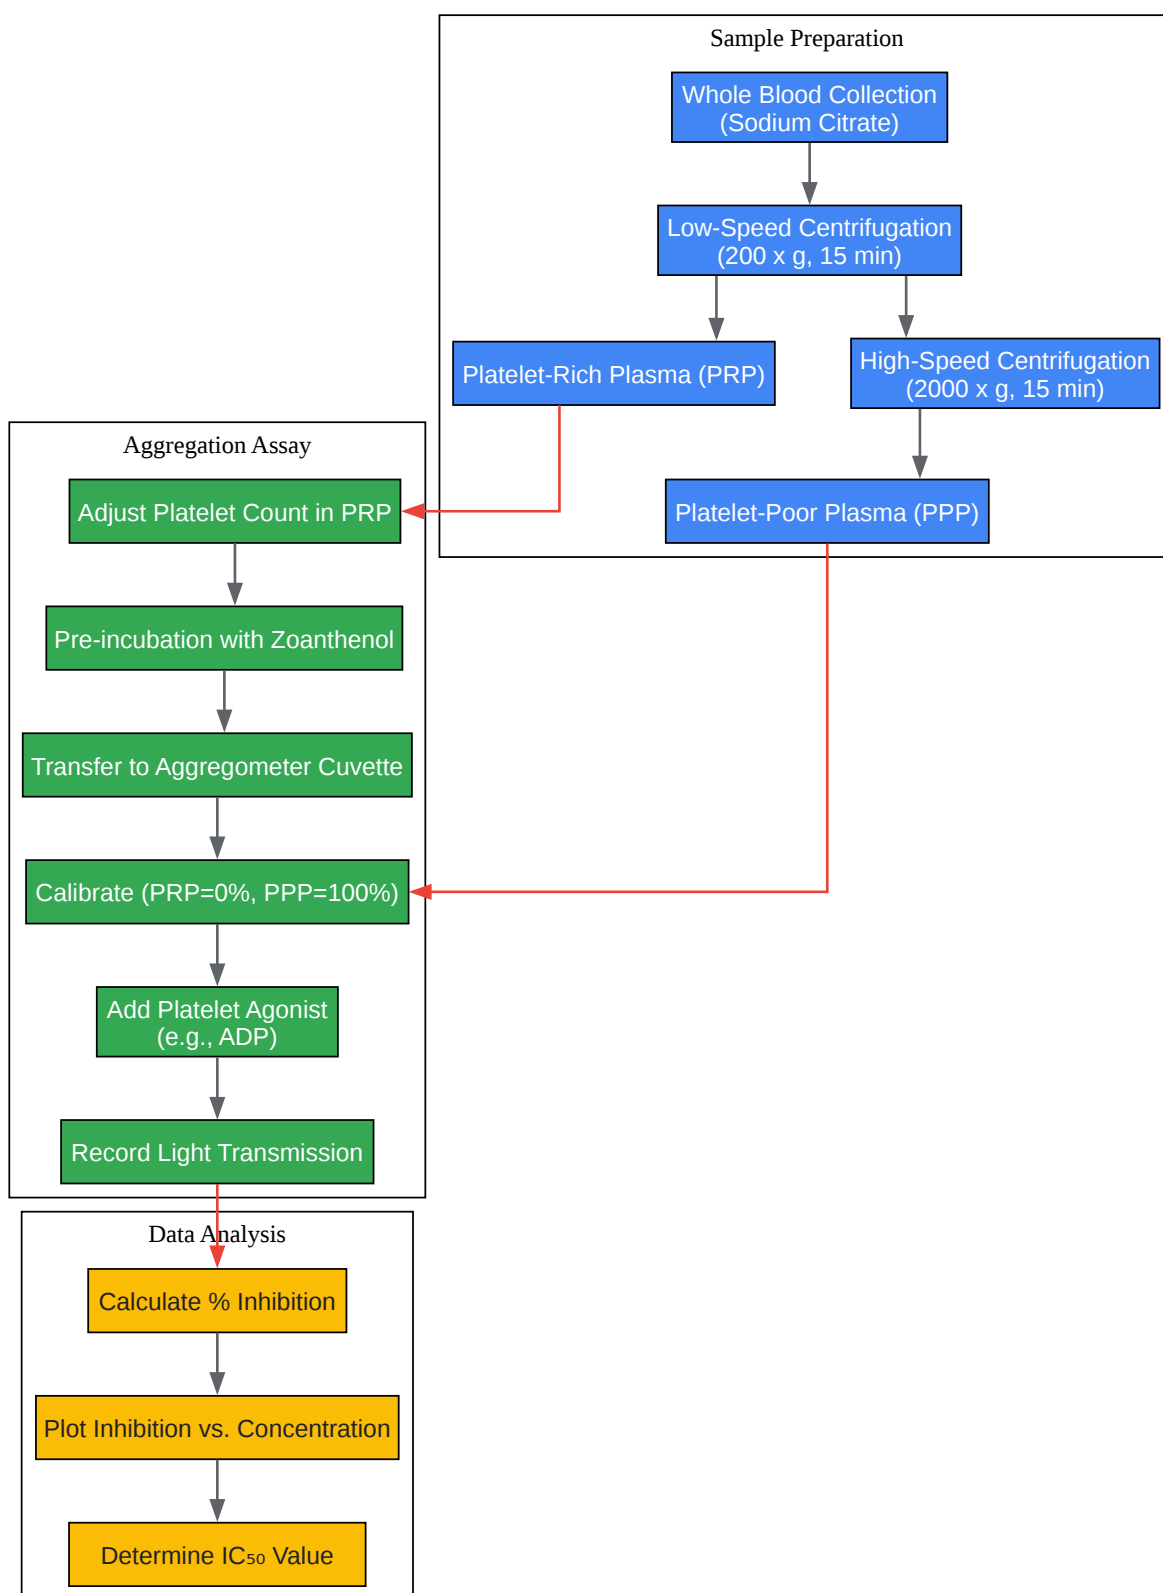 Sample Preparation
Whole Blood Collection
(Sodium Citrate)
Low-Speed Centrifugation
(200 x g, 15 min)
Platelet-Rich Plasma (PRP)
High-Speed Centrifugation
(2000 x g, 15 min)
Platelet-Poor Plasma (PPP)
Aggregation Assay
Adjust Platelet Count in PRP
Pre-incubation with Zoanthenol
Transfer to Aggregometer Cuvette
Calibrate (PRP=0%, PPP=100%)
Add Platelet Agonist
(e.g., ADP)
Record Light Transmission
Data Analysis
Calculate % Inhibition
Plot Inhibition vs. Concentration
Determine IC₅₀ Value